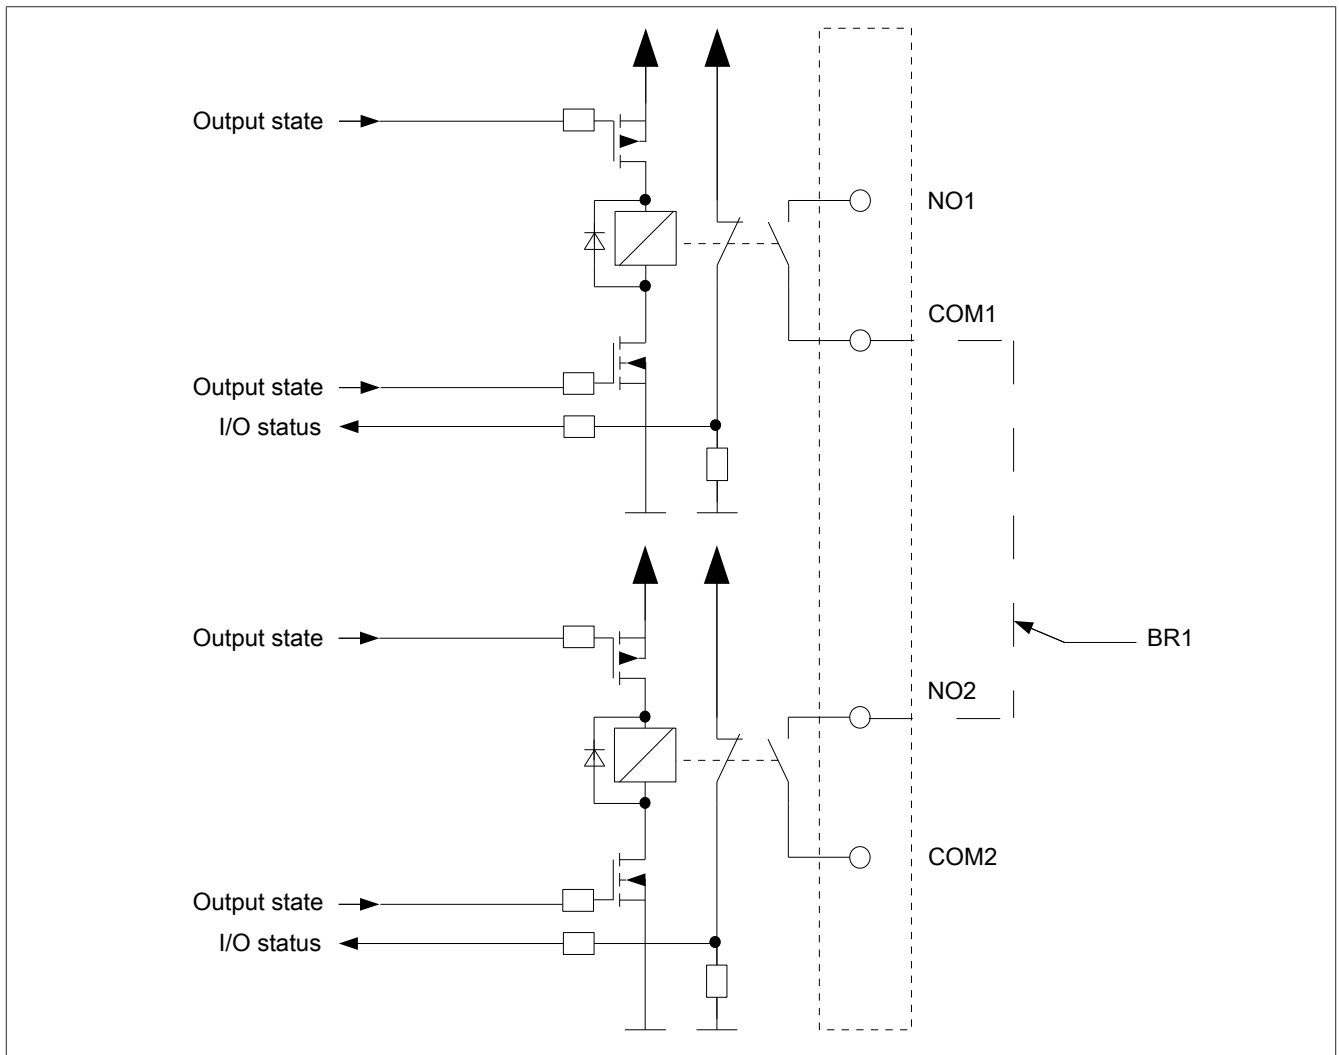 Output state
NO1
COM1
Output state
I/O status
Output state
BR1
NO2
COM2
Output state
I/O status